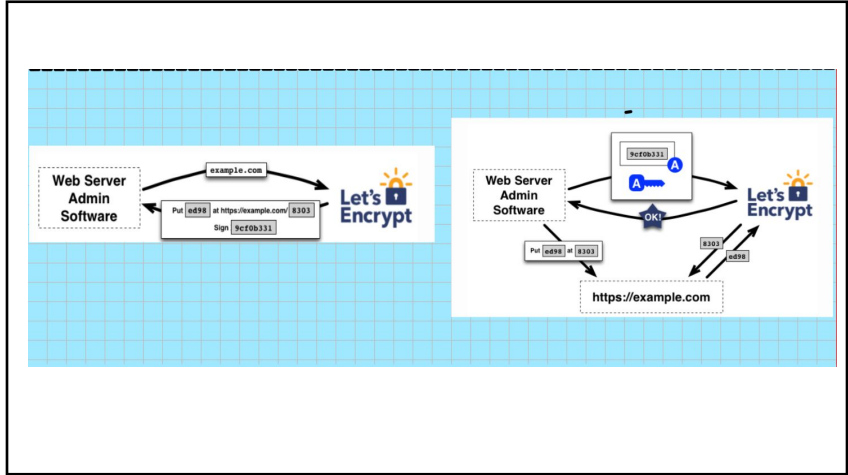 example.com
Web Server
Admin
Software
Let's
Encrypt
Put ed98 at https://example.com/ 8303
Sign 9cf0b331
9cf0b331
A
A
Web Server
Admin
Software
Let's
Encrypt
OK!
Put ed98 at 8303
8303
ed98
https://example.com